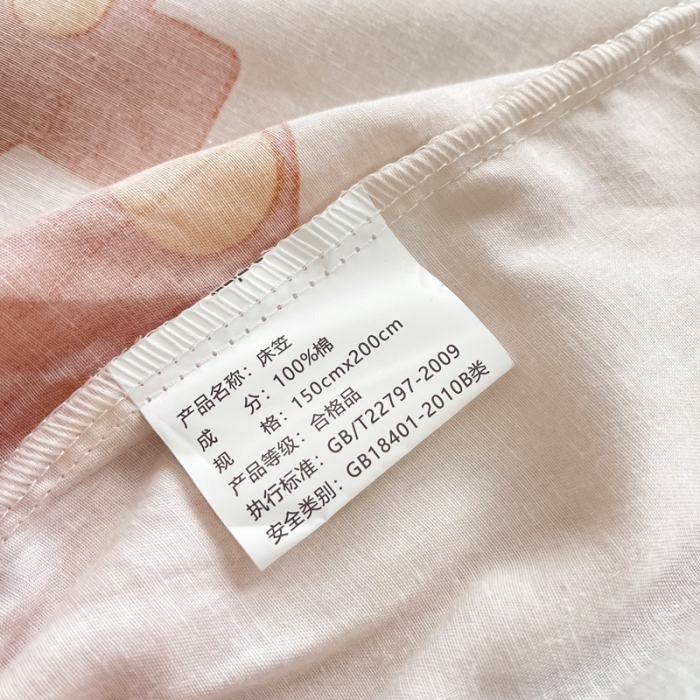 产品名称：床笠
成 分：100%棉
规 格：150cmx200cm
产品等级：合格品
执行标准：GB/T22797-2009
安全类别：GB18401-2010B类